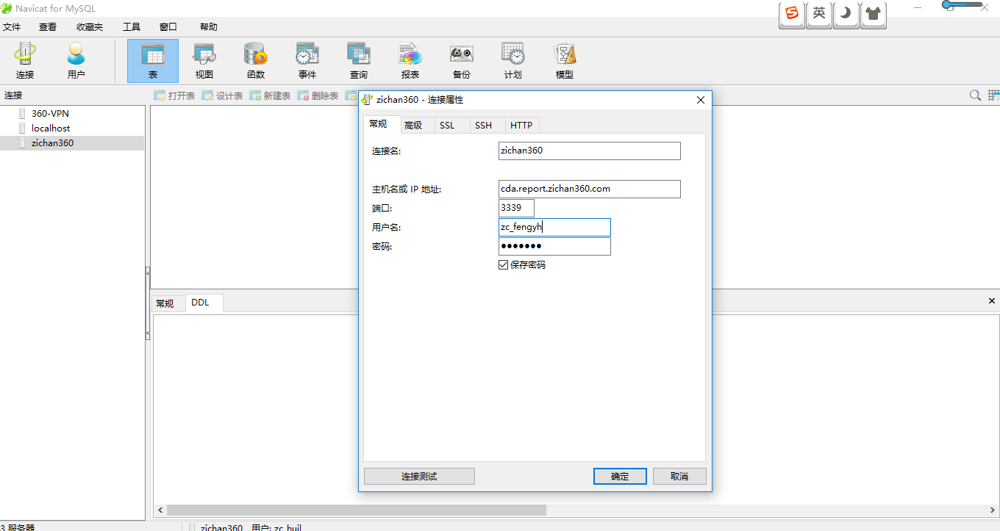 Navicat for MySQL
英
文件 查看 收藏夹 工具 窗口 帮助
连接 用户 表 视图 函数 事件 查询 报表 备份 计划 模型
连接
打开表 设计表 新建表 删除表
360-VPN
localhost
zichan360
zichan360 - 连接属性
常规 高级 SSL SSH HTTP
连接名: zichan360
主机名或 IP 地址: cda.report.zichan360.com
端口: 3339
用户名: zc_fengyh
密码: ●●●●●●●
保存密码
常规 DDL
连接测试 确定 取消
3 服务器 zichan360 用户: zc_huil